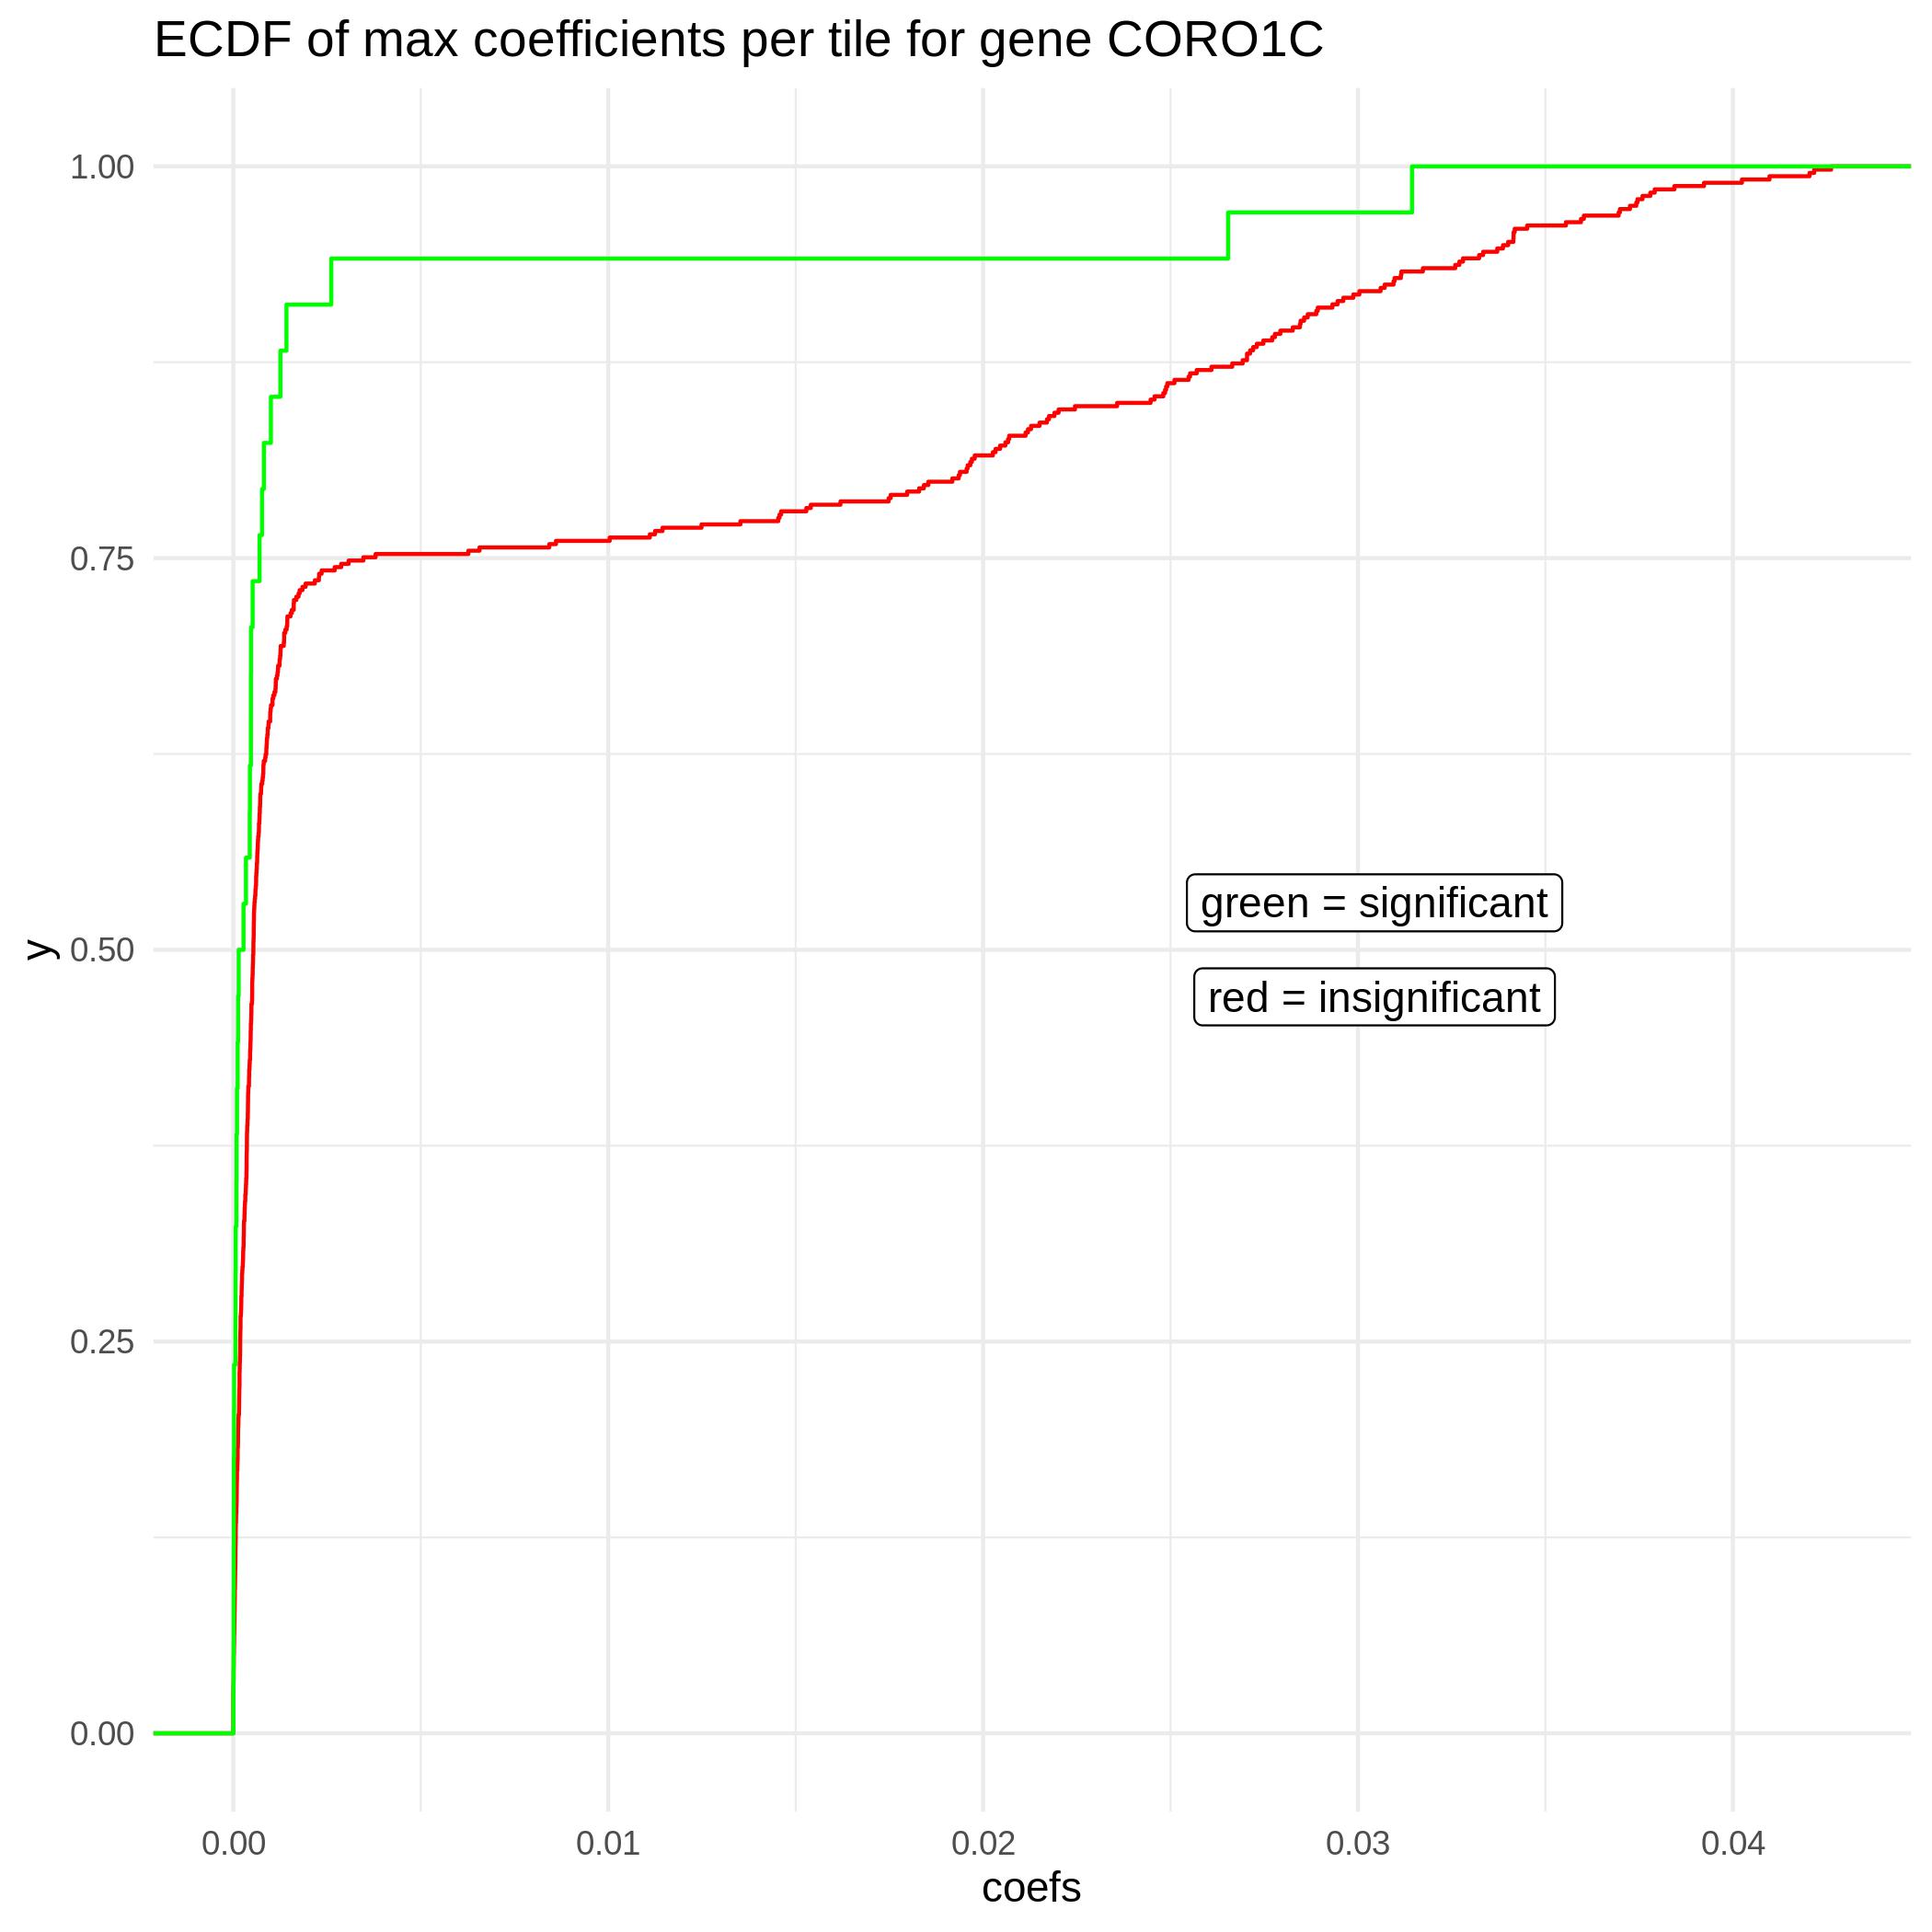 ECDF of max coefficients per tile for gene CORO1C
1.00
0.75
0.50
0.25
0.00
y
green = significant
red = insignificant
0.00 0.01 0.02 0.03 0.04
coefs